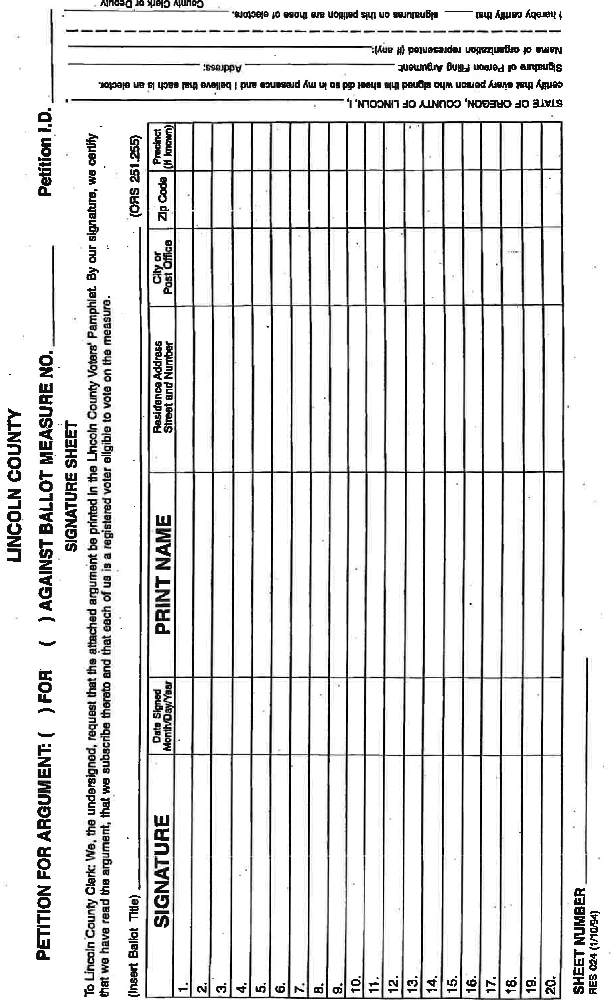 LINCOLN COUNTY
PETITION FOR ARGUMENT: ( ) FOR ( ) AGAINST BALLOT MEASURE NO. ________ Petition I.D. ________
SIGNATURE SHEET
To Lincoln County Clerk: We, the undersigned, request that the attached argument be printed in the Lincoln County Voters' Pamphlet. By our signature, we certify
that we have read the argument, that we subscribe thereto and that each of us is a registered voter eligible to vote on the measure.
(Insert Ballot Title) ________ (ORS 251.255)
SIGNATURE Date Signed Month/Day/Year PRINT NAME Residence Address Street and Number City or Post Office Zip Code Precinct (If known)
1.
2.
3.
4.
5.
6.
7.
8.
9.
10.
11.
12.
13.
14.
15.
16.
17.
18.
19.
20.
SHEET NUMBER ________
RES 024 (1/10/94)
STATE OF OREGON, COUNTY OF LINCOLN, I, ________,
certify that every person who signed this sheet did so in my presence and I believe that each is an elector.
Signature of Person Filing Argument: ________ Address: ________
Name of organization represented (if any): ________
I hereby certify that ____ signatures on this petition are those of electors. ________
County Clerk or Deputy